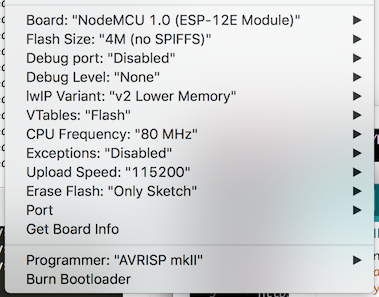 Board: "NodeMCU 1.0 (ESP-12E Module)"
Flash Size: "4M (no SPIFFS)"
Debug port: "Disabled"
Debug Level: "None"
lwIP Variant: "v2 Lower Memory"
VTables: "Flash"
CPU Frequency: "80 MHz"
Exceptions: "Disabled"
Upload Speed: "115200"
Erase Flash: "Only Sketch"
Port
Get Board Info
Programmer: "AVRISP mkII"
Burn Bootloader